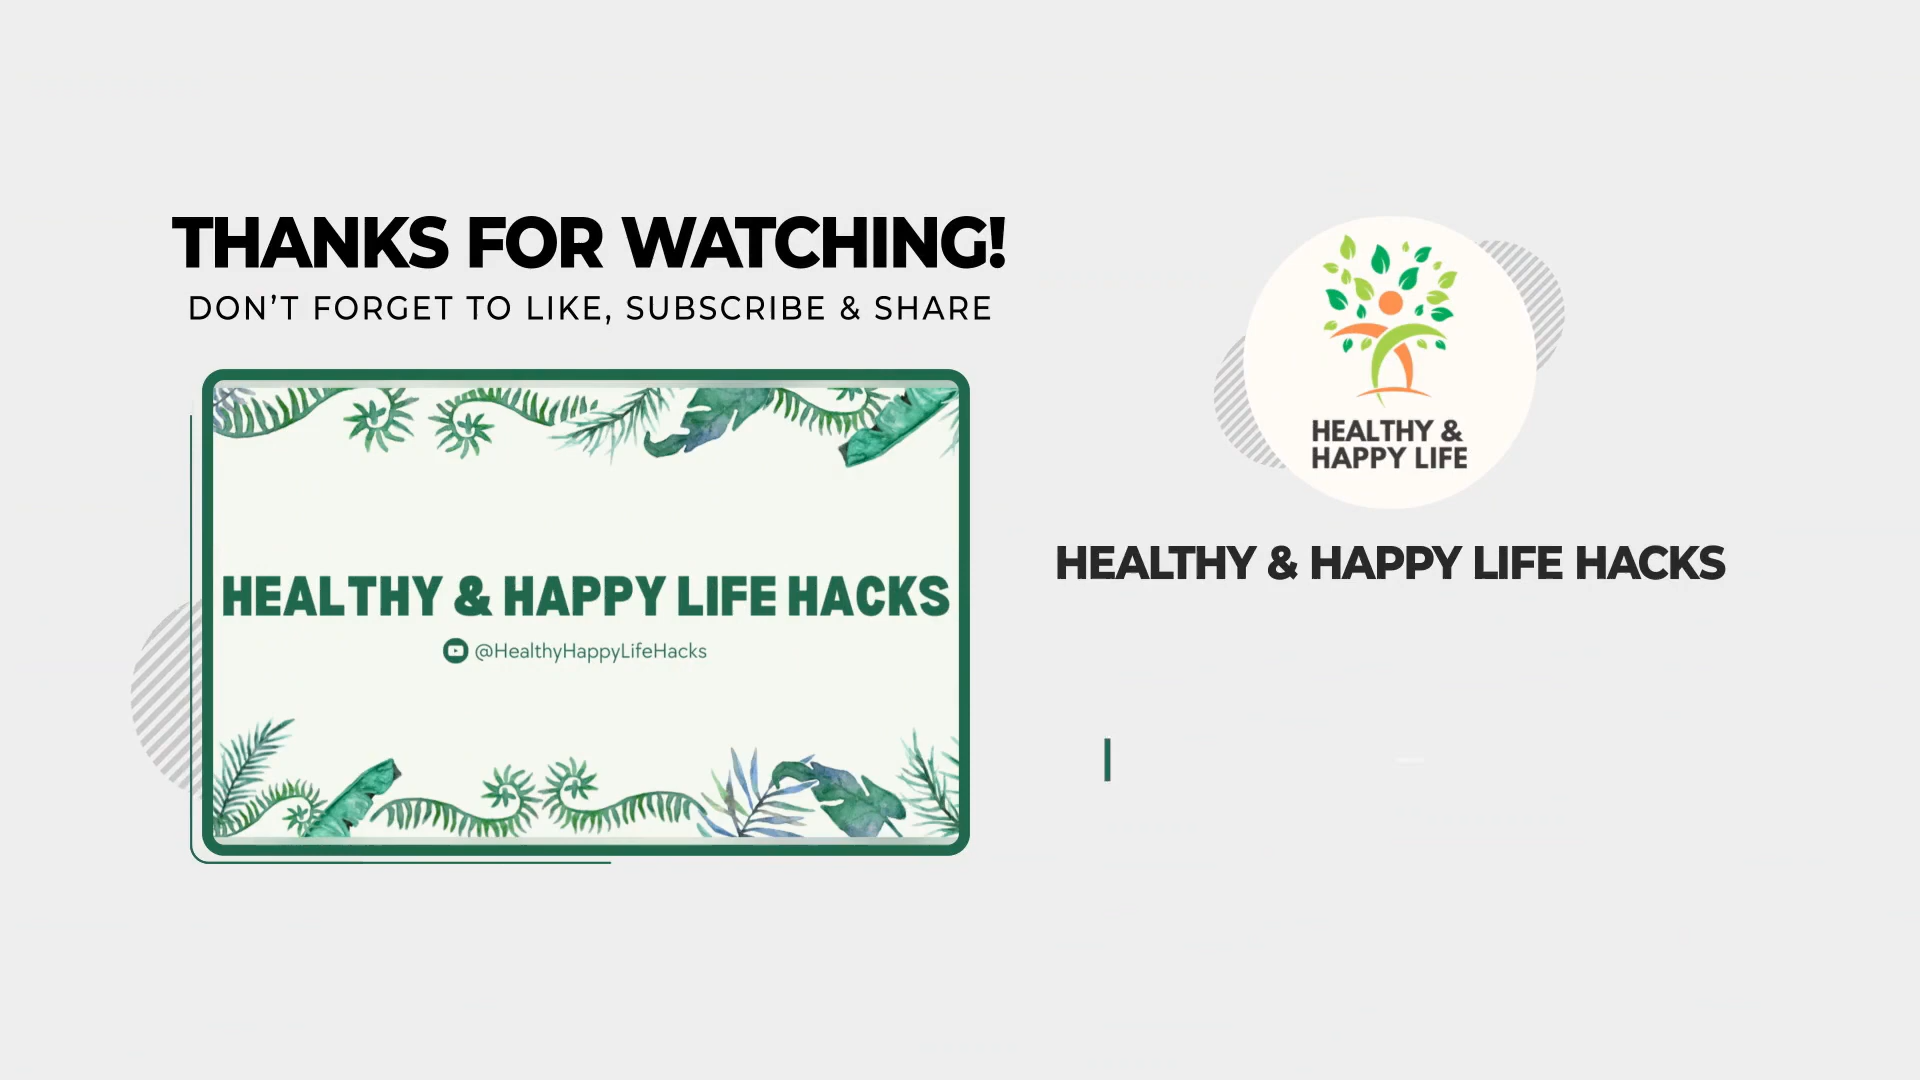 THANKS FOR WATCHING!
DON'T FORGET TO LIKE, SUBSCRIBE & SHARE
HEALTHY & HAPPY LIFE HACKS
@HealthyHappyLifeHacks
HEALTHY &
HAPPY LIFE
HEALTHY & HAPPY LIFE HACKS